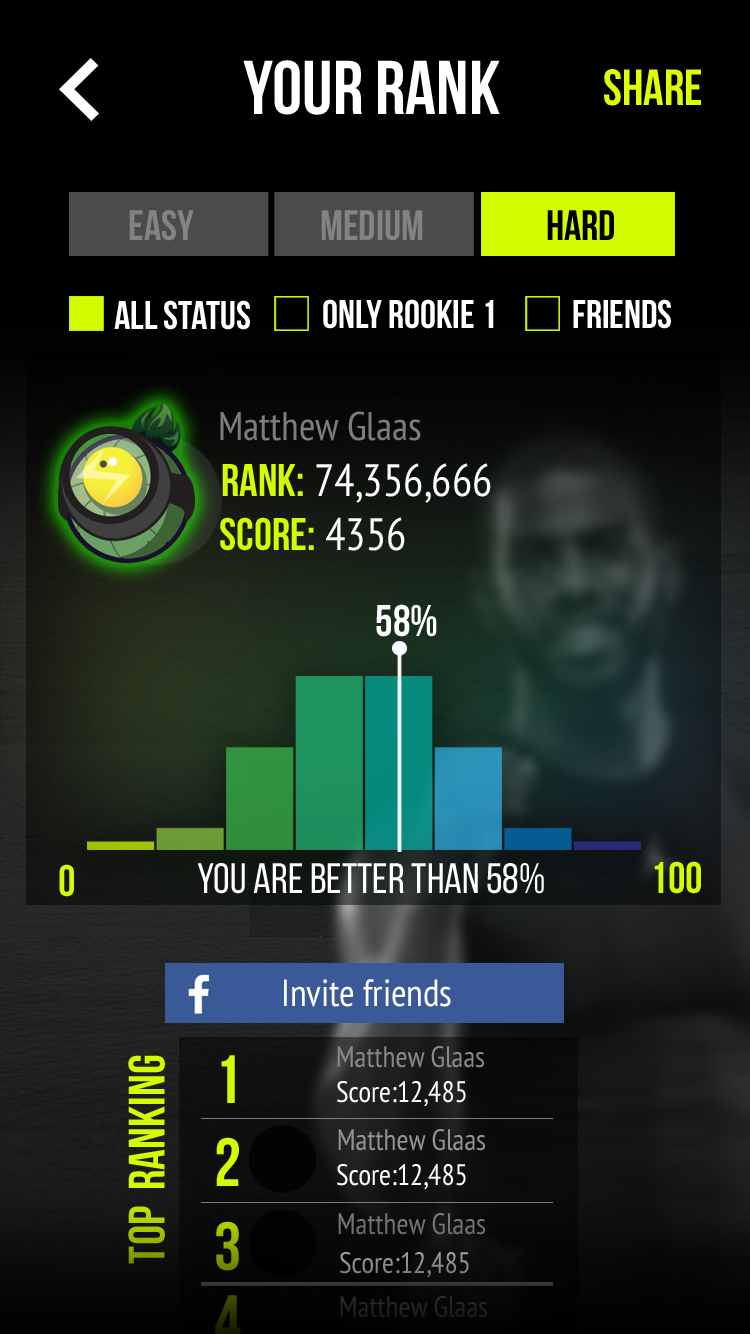 YOUR RANK
SHARE
EASY
MEDIUM
HARD
ALL STATUS
ONLY ROOKIE 1
FRIENDS
Matthew Glaas
RANK: 74,356,666
SCORE: 4356
58%
0
YOU ARE BETTER THAN 58%
100
f Invite friends
TOP RANKING
1
Matthew Glaas
Score:12,485
2
Matthew Glaas
Score:12,485
3
Matthew Glaas
Score:12,485
4
Matthew Glaas